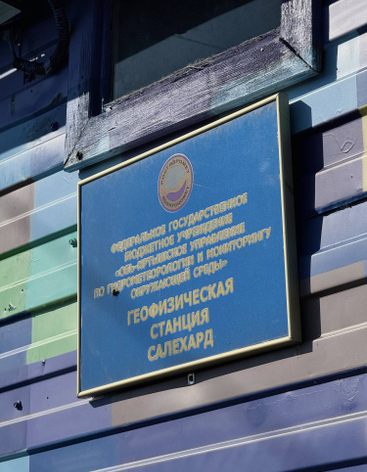 ФЕДЕРАЛЬНОЕ ГОСУДАРСТВЕННОЕ
БЮДЖЕТНОЕ УЧРЕЖДЕНИЕ
«ОБЬ-ИРТЫШСКОЕ УПРАВЛЕНИЕ
ПО ГИДРОМЕТЕОРОЛОГИИ И МОНИТОРИНГУ
ОКРУЖАЮЩЕЙ СРЕДЫ»
ГЕОФИЗИЧЕСКАЯ
СТАНЦИЯ
САЛЕХАРД